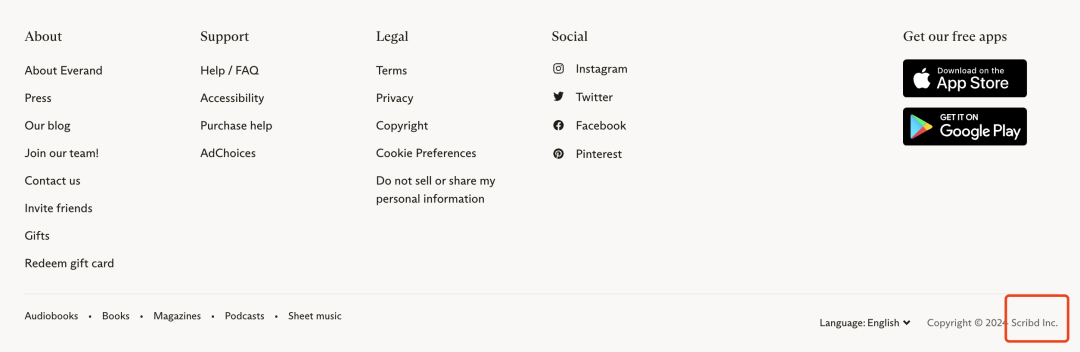 About
About Everand
Press
Our blog
Join our team!
Contact us
Invite friends
Gifts
Redeem gift card
Support
Help / FAQ
Accessibility
Purchase help
AdChoices
Legal
Terms
Privacy
Copyright
Cookie Preferences
Do not sell or share my
personal information
Social
Instagram
Twitter
Facebook
Pinterest
Get our free apps
Download on the
App Store
GET IT ON
Google Play
Audiobooks • Books • Magazines • Podcasts • Sheet music
Language: English Copyright © 2024 Scribd Inc.